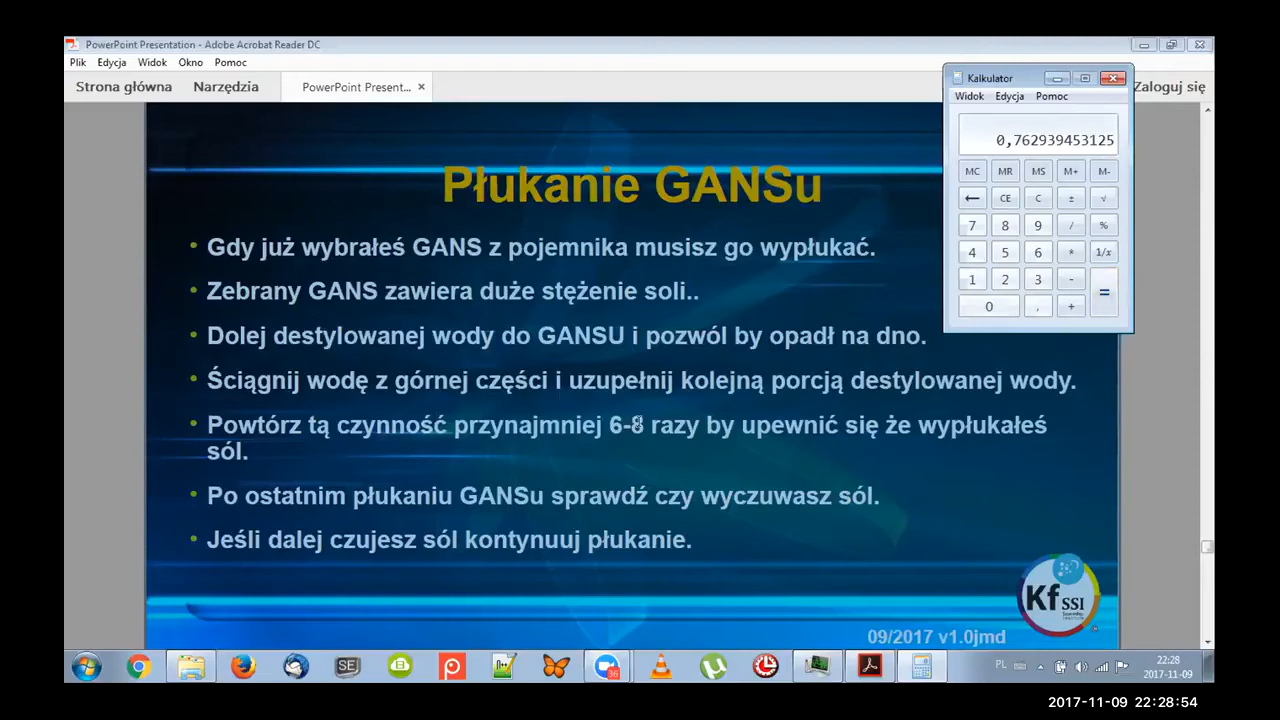 PowerPoint Presentation - Adobe Acrobat Reader DC
Plik Edycja Widok Okno Pomoc
Strona główna Narzędzia PowerPoint Present... × Zaloguj się
Kalkulator
Widok Edycja Pomoc
0,762939453125
MC MR MS M+ M-
← CE C ± √
7 8 9 / %
4 5 6 * 1/x
1 2 3 - =
0 , +
Płukanie GANSu
• Gdy już wybrałeś GANS z pojemnika musisz go wypłukać.
• Zebrany GANS zawiera duże stężenie soli..
• Dolej destylowanej wody do GANSU i pozwól by opadł na dno.
• Ściągnij wodę z górnej części i uzupełnij kolejną porcją destylowanej wody.
• Powtórz tą czynność przynajmniej 6-8 razy by upewnić się że wypłukałeś
sól.
• Po ostatnim płukaniu GANSu sprawdź czy wyczuwasz sól.
• Jeśli dalej czujesz sól kontynuuj płukanie.
Kf SSI
09/2017 v1.0jmd
SE
36
PL
22:28
2017-11-09
2017-11-09 22:28:54